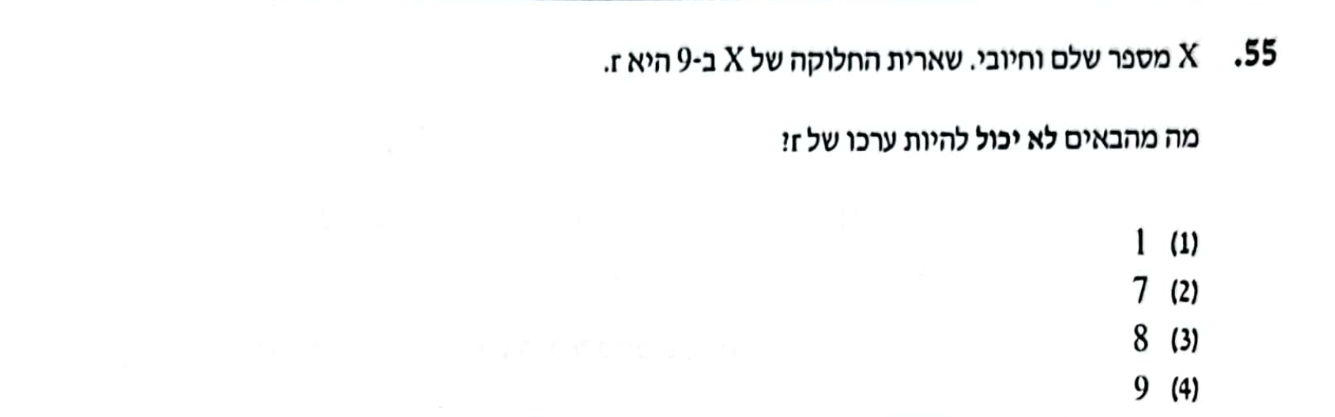 55. X מספר שלם וחיובי. שארית החלוקה של X ב-9 היא r.
מה מהבאים לא יכול להיות ערכו של r?
(1) 1
(2) 7
(3) 8
(4) 9